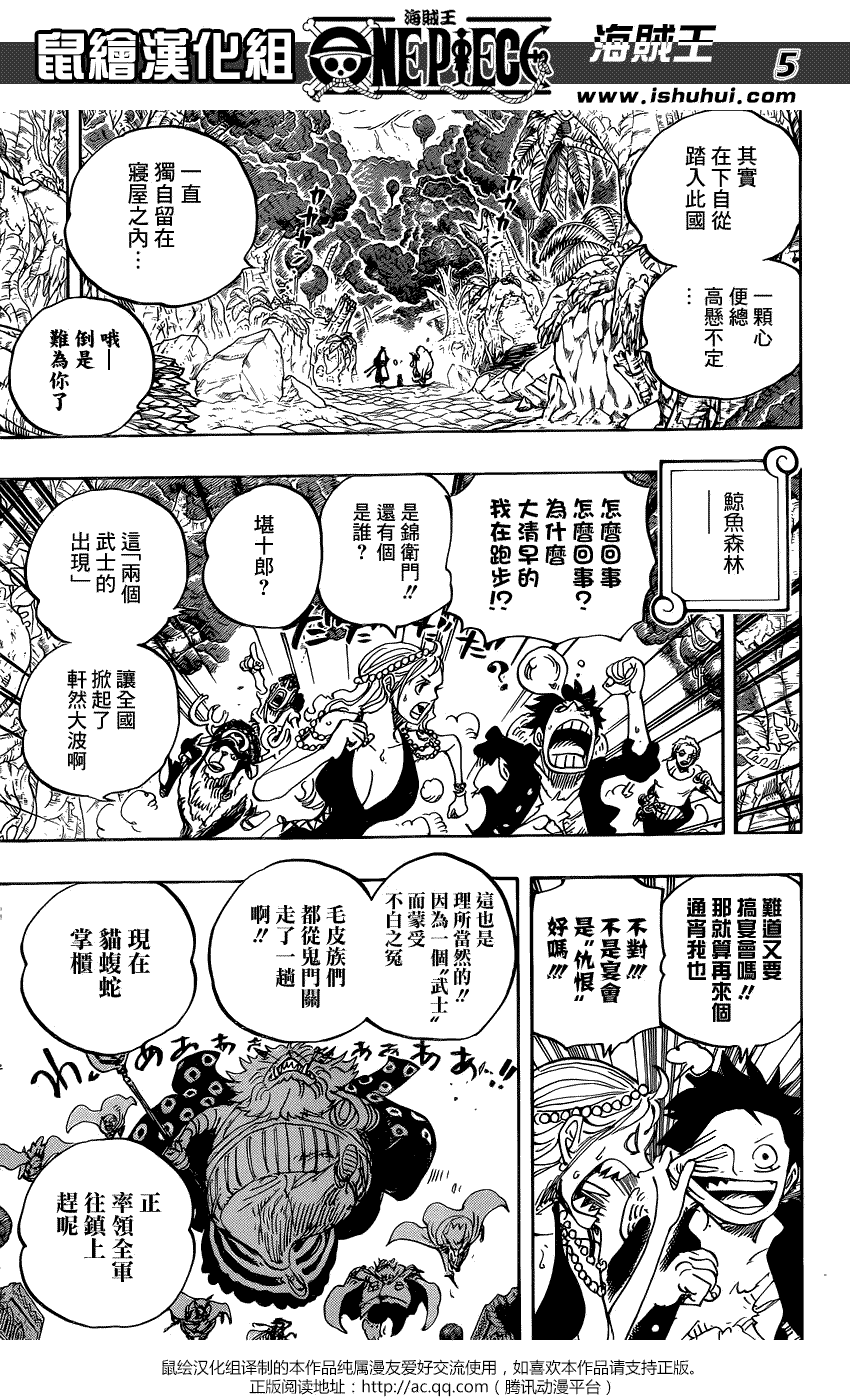 鼠繪漢化組
海賊王
ONE PIECE
海賊王
5
www.ishuhui.com
其實
在下自從
踏入此國
一顆心
便總
高懸不定
…
一直
獨自留在
寢屋之內…
哦—
倒是
難為你了
鯨魚森林
——
怎麼回事
怎麼回事?
為什麼
大清早的
我在跑步!?
是錦衛門!!
還有個
是誰?
堪十郎?
這「兩個
武士的
出現」
讓全國
掀起了
軒然大波啊
難道又要
搞宴會嗎!!
那就算再來個
通宵我也
不對!!!
不是宴會
是"仇恨"
好嗎!!!
這也是
理所當然的!!
因為一個"武士"
而蒙受
不白之冤
毛皮族們
都從鬼門關
走了一趟
啊!!
現在
貓蝮蛇
掌櫃
わああああぁぁ!!
正
率領全軍
往鎮上
趕呢
鼠绘汉化组译制的本作品纯属漫友爱好交流使用，如喜欢本作品请支持正版。
正版阅读地址：http://ac.qq.com（腾讯动漫平台）